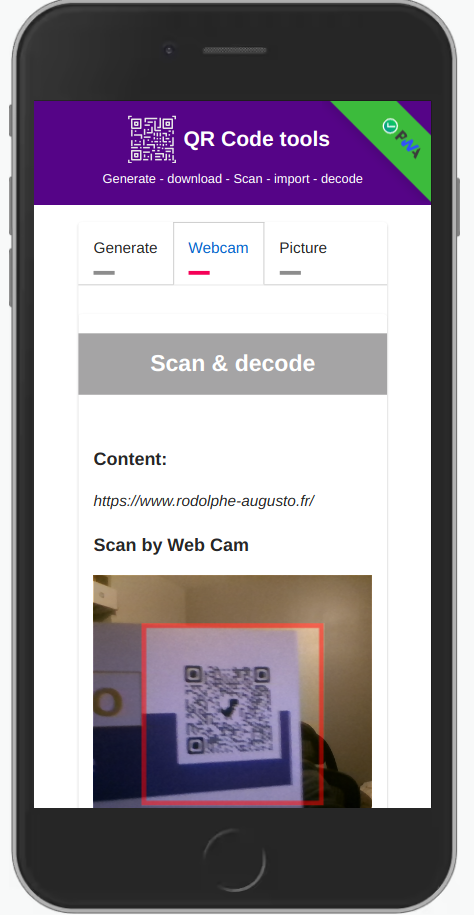 QR Code tools
PWA
Generate - download - Scan - import - decode
Generate Webcam Picture
Scan & decode
Content:
https://www.rodolphe-augusto.fr/
Scan by Web Cam
O